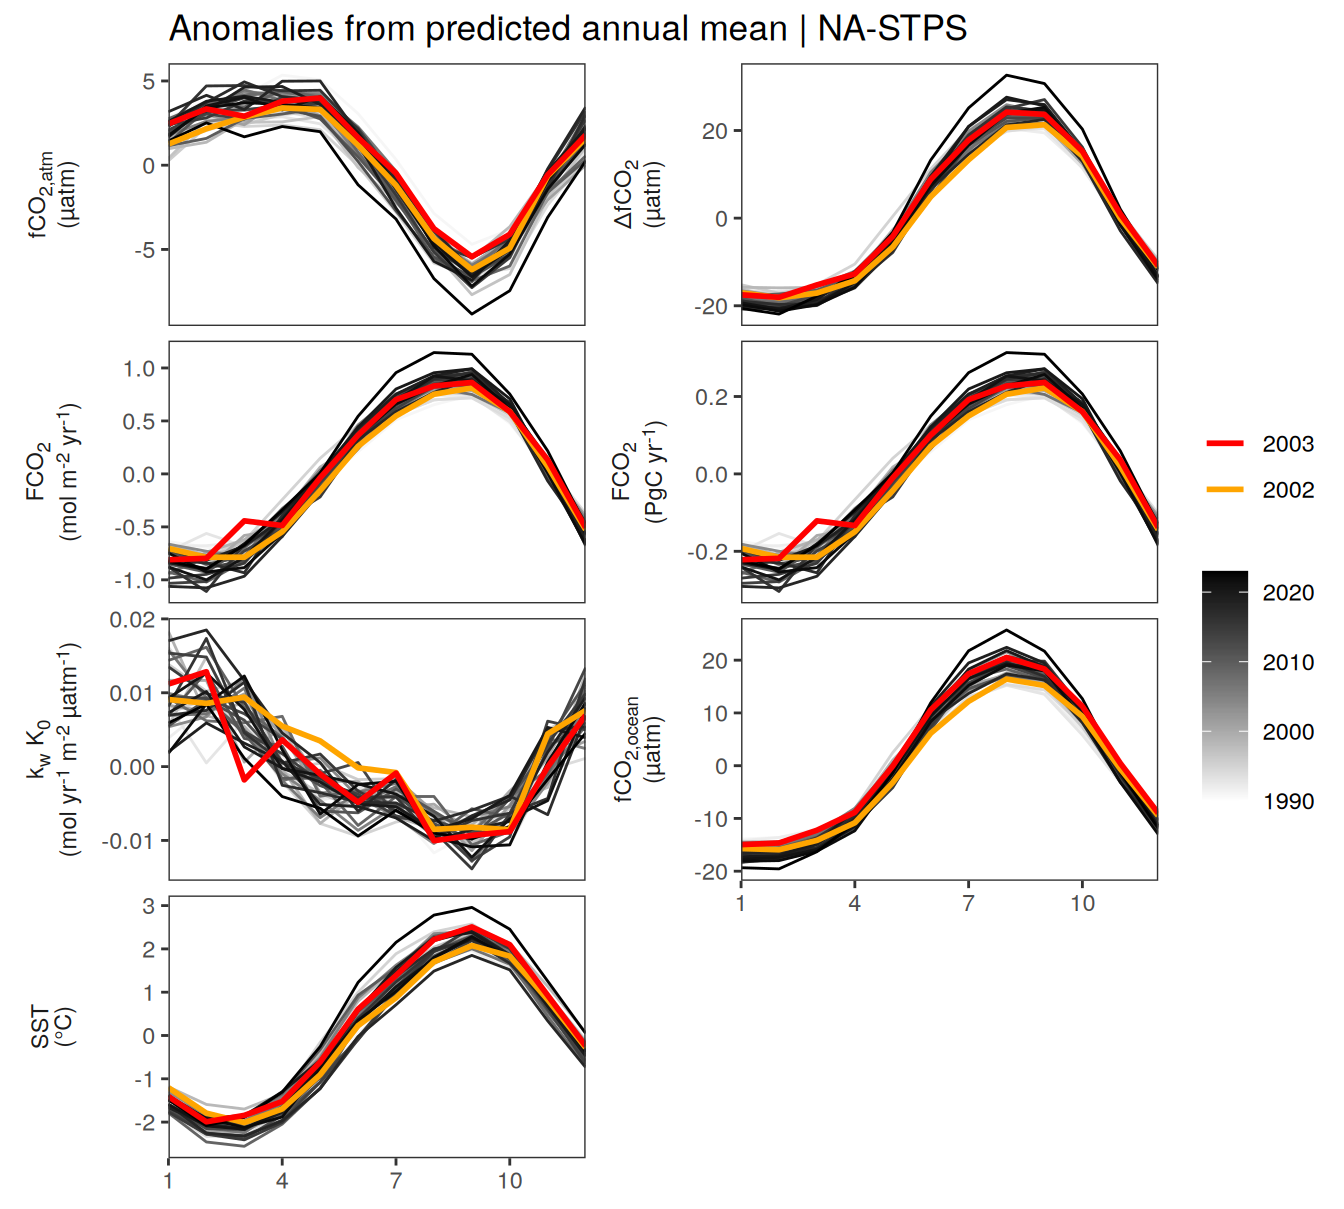 Anomalies from predicted annual mean | NA-STPS
fCO2,atm
(µatm)
5
0
-5
ΔfCO2
(µatm)
20
0
-20
FCO2
(mol m-2 yr-1)
1.0
0.5
0.0
-0.5
-1.0
FCO2
(PgC yr-1)
0.2
0.0
-0.2
kw K0
(mol yr-1 m-2 µatm-1)
0.02
0.01
0.00
-0.01
fCO2,ocean
(µatm)
20
10
0
-10
-20
1 4 7 10
SST
(°C)
3
2
1
0
-1
-2
1 4 7 10
2003
2002
2020
2010
2000
1990